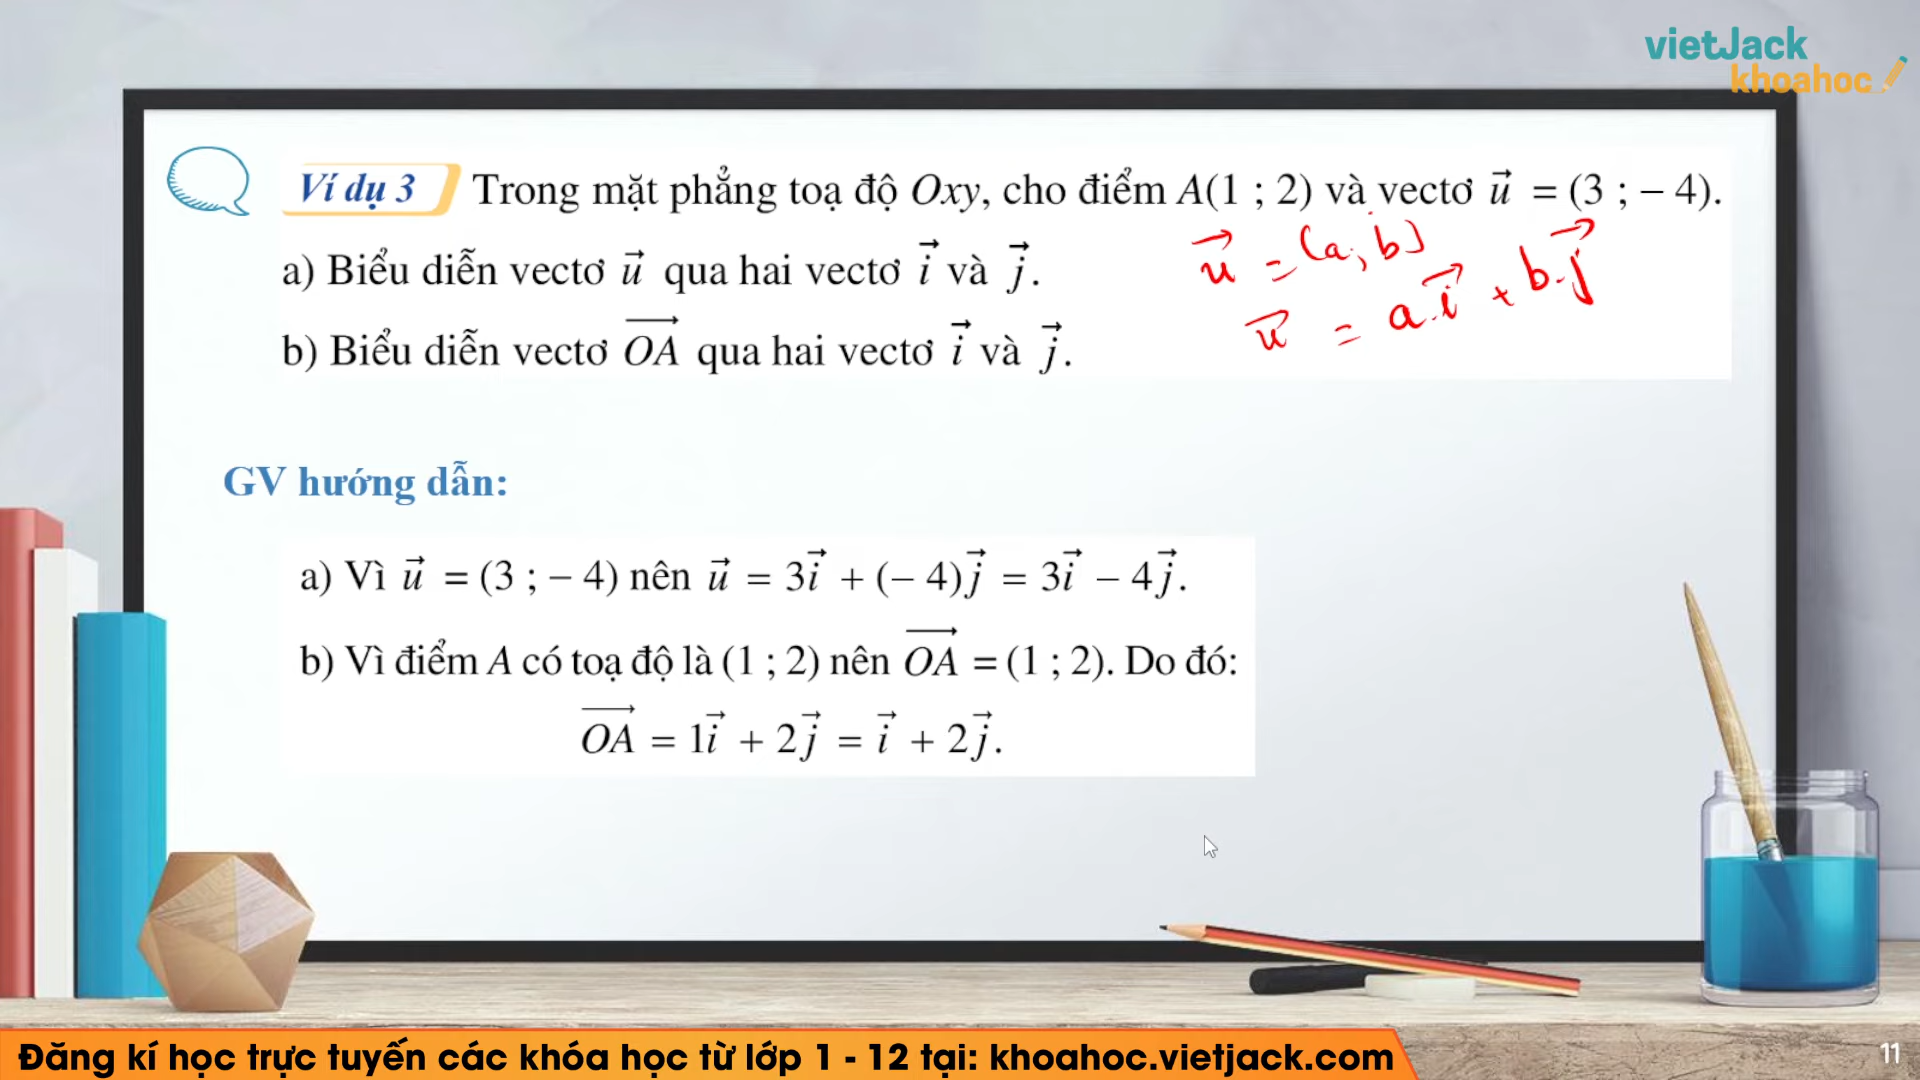 vietJack
khoahoc
Ví dụ 3 Trong mặt phẳng toạ độ Oxy, cho điểm A(1 ; 2) và vectơ u⃗ = (3 ; – 4).
a) Biểu diễn vectơ u⃗ qua hai vectơ i⃗ và j⃗.
u⃗ = (a; b)
b) Biểu diễn vectơ OA⃗ qua hai vectơ i⃗ và j⃗.
u⃗ = a.i⃗ + b.j⃗
GV hướng dẫn:
a) Vì u⃗ = (3 ; – 4) nên u⃗ = 3i⃗ + (– 4)j⃗ = 3i⃗ – 4j⃗.
b) Vì điểm A có toạ độ là (1 ; 2) nên OA⃗ = (1 ; 2). Do đó:
OA⃗ = 1i⃗ + 2j⃗ = i⃗ + 2j⃗.
Đăng kí học trực tuyến các khóa học từ lớp 1 - 12 tại: khoahoc.vietjack.com
11